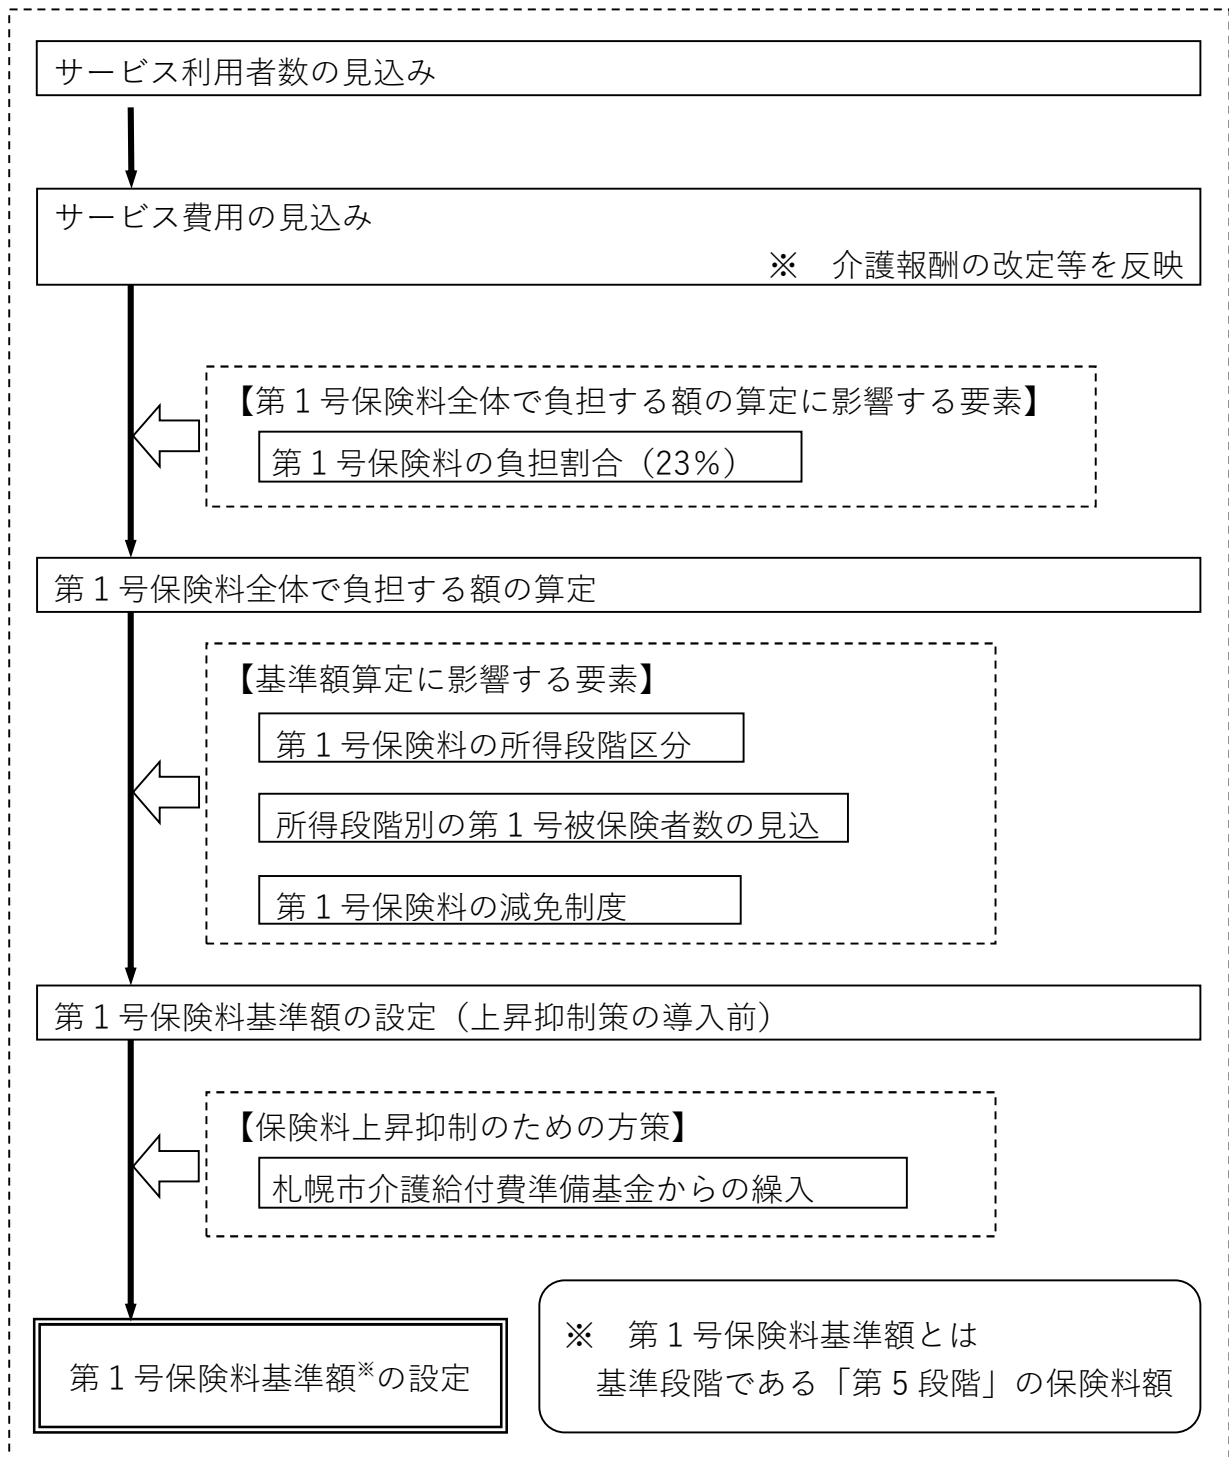 サービス利用者数の見込み
サービス費用の見込み
※　介護報酬の改定等を反映
【第１号保険料全体で負担する額の算定に影響する要素】
第１号保険料の負担割合（23％）
第１号保険料全体で負担する額の算定
【基準額算定に影響する要素】
第１号保険料の所得段階区分
所得段階別の第１号被保険者数の見込
第１号保険料の減免制度
第１号保険料基準額の設定（上昇抑制策の導入前）
【保険料上昇抑制のための方策】
札幌市介護給付費準備基金からの繰入
第１号保険料基準額※の設定
※　第１号保険料基準額とは
基準段階である「第５段階」の保険料額